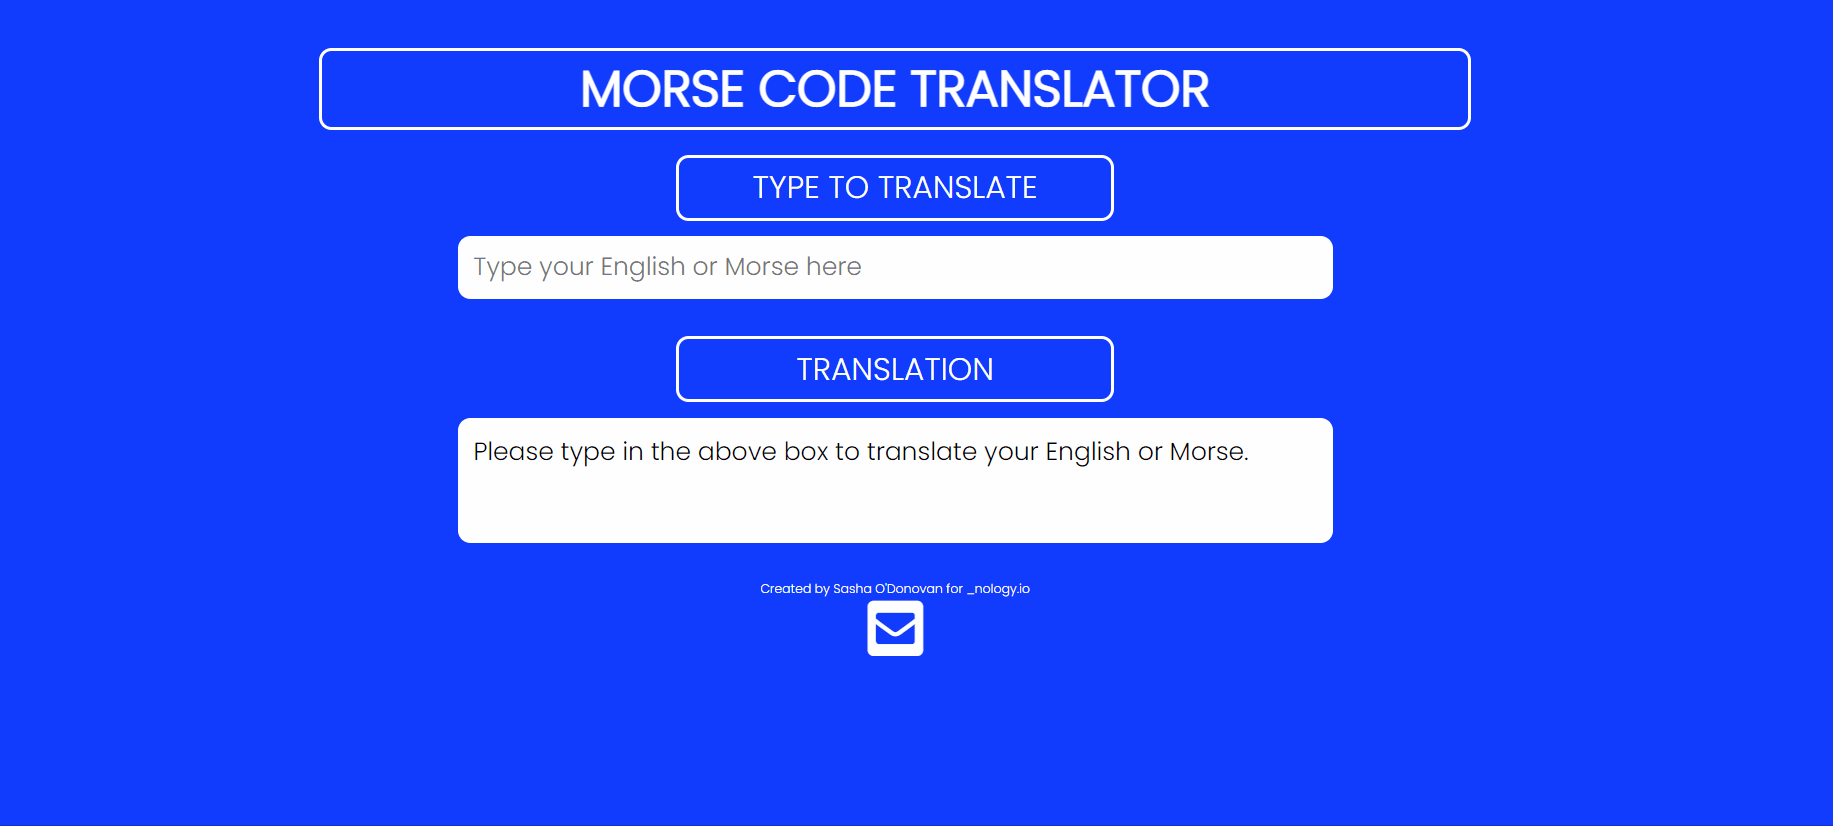 MORSE CODE TRANSLATOR
TYPE TO TRANSLATE
Type your English or Morse here
TRANSLATION
Please type in the above box to translate your English or Morse.
Created by Sasha O'Donovan for _nology.io